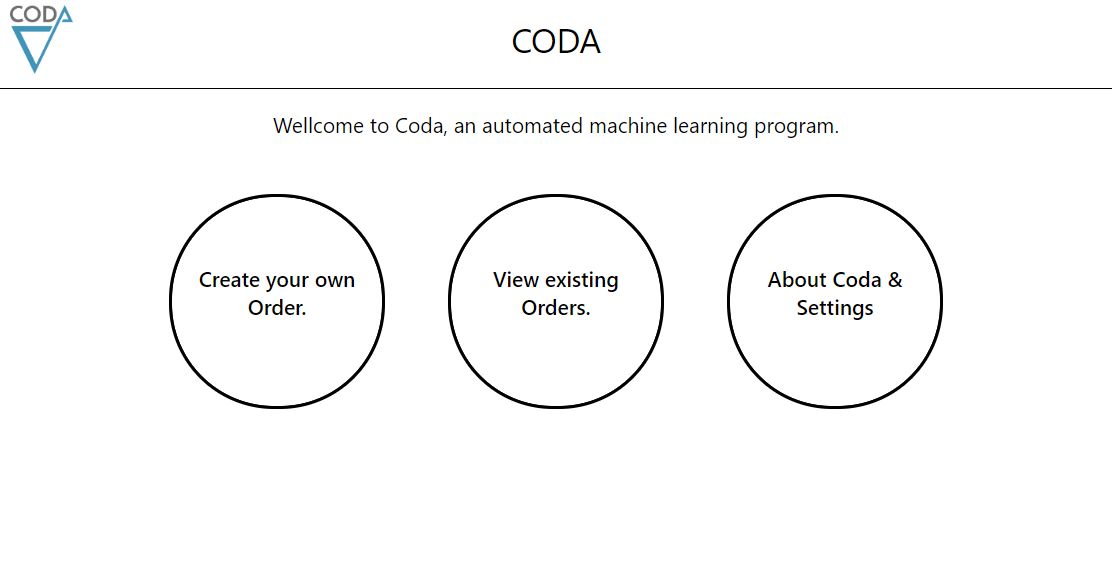 CODA
CODA
Wellcome to Coda, an automated machine learning program.
Create your own
Order.
View existing
Orders.
About Coda &
Settings